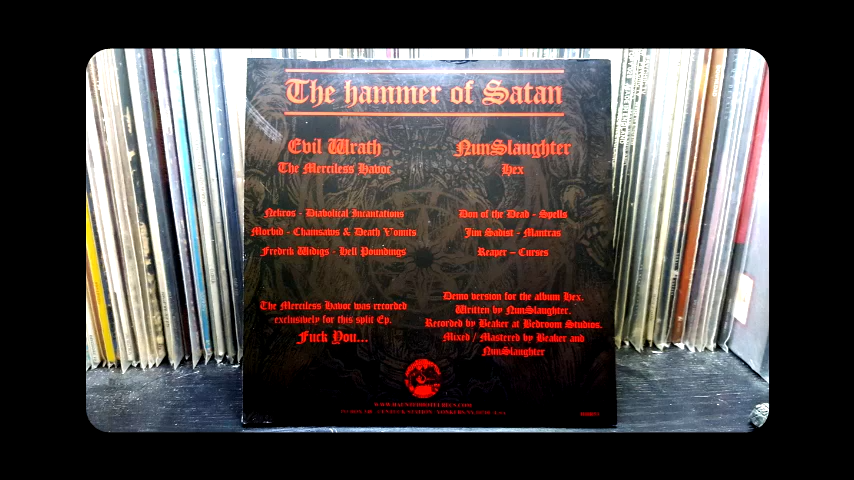 The hammer of Satan
Evil Wrath
The Merciless Havoc
Nekros - Diabolical Incantations
Morbid - Chainsaws & Death Vomits
Fredrik Widigs - Hell Poundings
The Merciless Havoc was recorded
exclusively for this split Ep.
Fuck You...
NunSlaughter
Hex
Don of the Dead - Spells
Jim Sadist - Mantras
Reaper - Curses
Demo version for the album Hex.
Written by NunSlaughter.
Recorded by Beaker at Bedroom Studios.
Mixed / Mastered by Beaker and
NunSlaughter